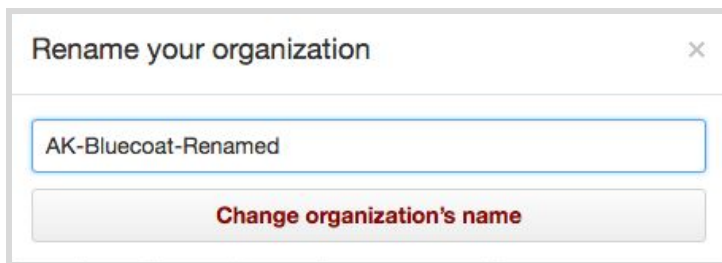 Rename your organization
AK-Bluecoat-Renamed
Change organization's name